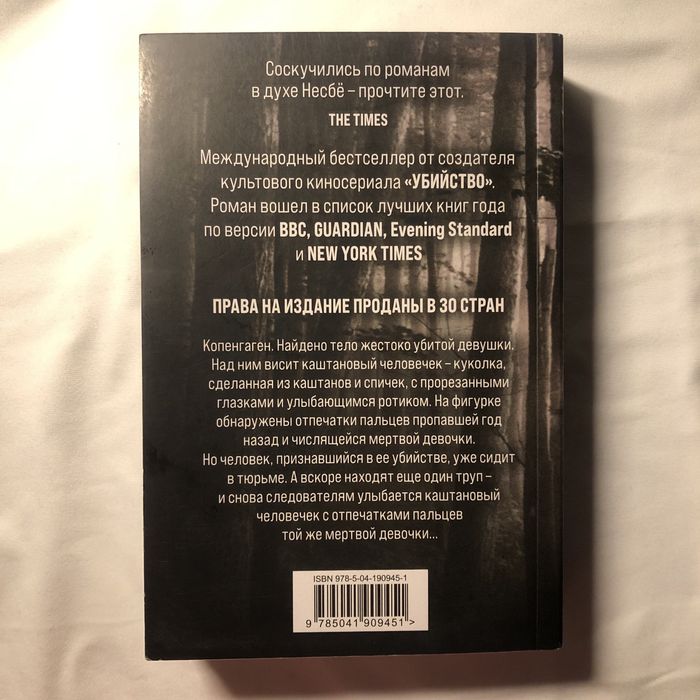 Соскучились по романам
в духе Несбё – прочтите этот.
THE TIMES
Международный бестселлер от создателя
культового киносериала «УБИЙСТВО».
Роман вошел в список лучших книг года
по версии BBC, GUARDIAN, Evening Standard
и NEW YORK TIMES
ПРАВА НА ИЗДАНИЕ ПРОДАНЫ В 30 СТРАН
Копенгаген. Найдено тело жестоко убитой девушки.
Над ним висит каштановый человечек – куколка,
сделанная из каштанов и спичек, с прорезанными
глазками и улыбающимся ротиком. На фигурке
обнаружены отпечатки пальцев пропавшей год
назад и числящейся мертвой девочки.
Но человек, признавшийся в ее убийстве, уже сидит
в тюрьме. А вскоре находят еще один труп –
и снова следователям улыбается каштановый
человечек с отпечатками пальцев
той же мертвой девочки...
ISBN 978-5-04-190945-1
9 785041 909451 >